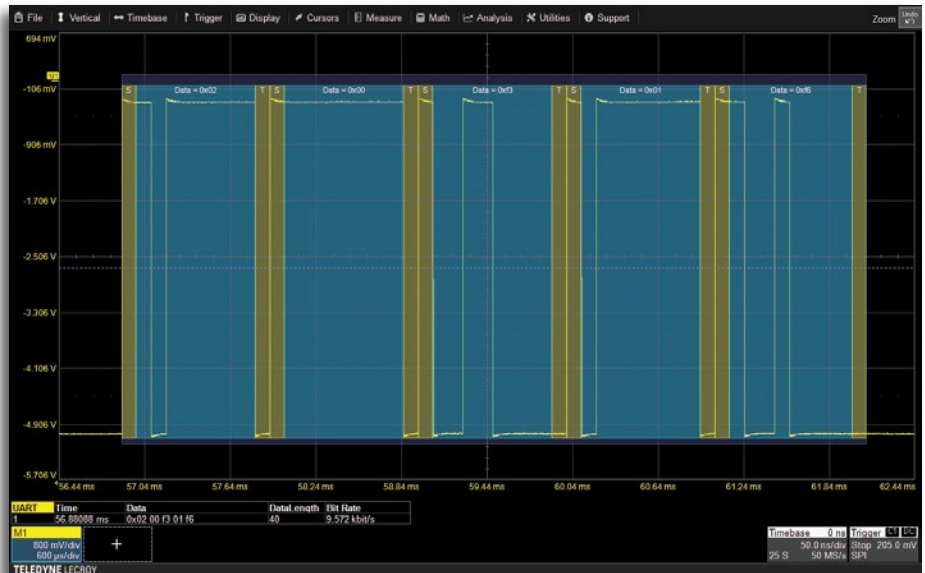 File Vertical Timebase Trigger Display Cursors Measure Math Analysis Utilities Support Zoom Undo
694 mV
M1
-106 mV
S Data = 0x02 T S Data = 0x00 T S Data = 0xf3 T S Data = 0x01 T S Data = 0xf6 T
-906 mV
-1.706 V
-2.506 V
-3.306 V
-4.106 V
-4.906 V
-5.706 V
56.44 ms 57.04 ms 57.64 ms 58.24 ms 58.84 ms 59.44 ms 60.04 ms 60.64 ms 61.24 ms 61.84 ms 62.44 ms
UART Time Data DataLength Bit Rate
1 56.88088 ms 0x02 00 f3 01 f6 40 9.572 kbit/s
M1
800 mV/div
600 µs/div
+
Timebase 0 ns Trigger C1 DC
50.0 ns/div Stop 205.0 mV
25 S 50 MS/s SPI
TELEDYNE LECROY